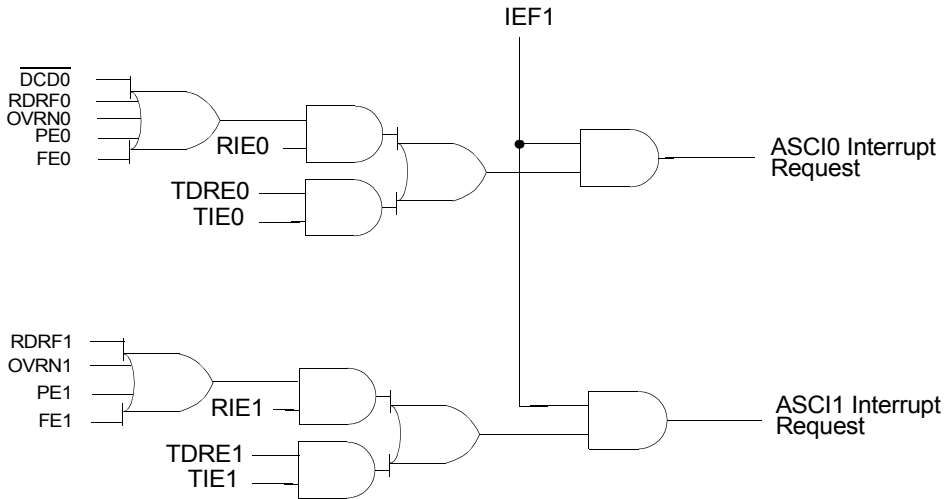 IEF1
DCD0
RDRF0
OVRN0
PE0
FE0
RIE0
TDRE0
TIE0
ASCI0 Interrupt
Request
RDRF1
OVRN1
PE1
FE1
RIE1
TDRE1
TIE1
ASCI1 Interrupt
Request